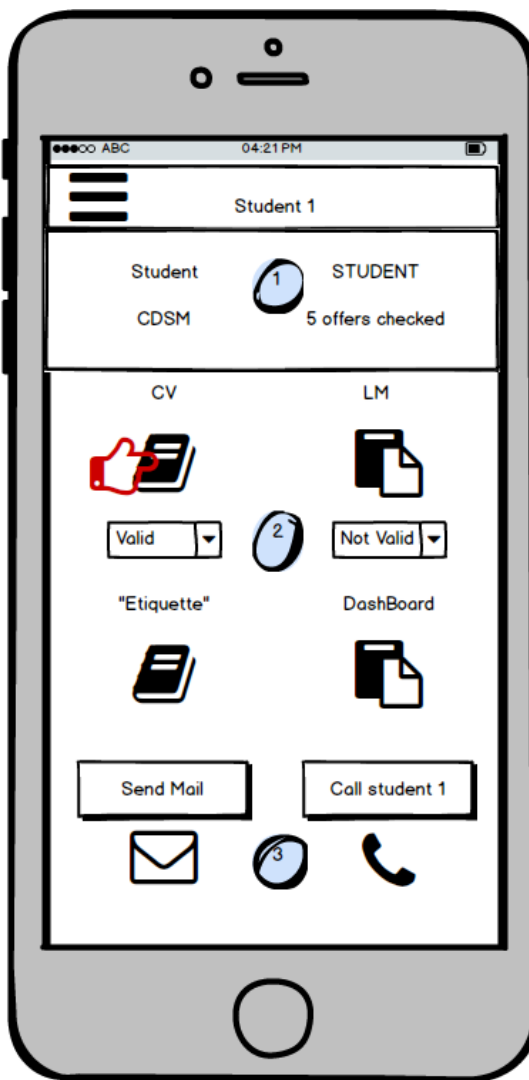 ABC 04:21 PM
Student 1
Student 1 STUDENT
CDSM 5 offers checked
CV LM
Valid 2 Not Valid
"Etiquette" DashBoard
Send Mail Call student 1
3